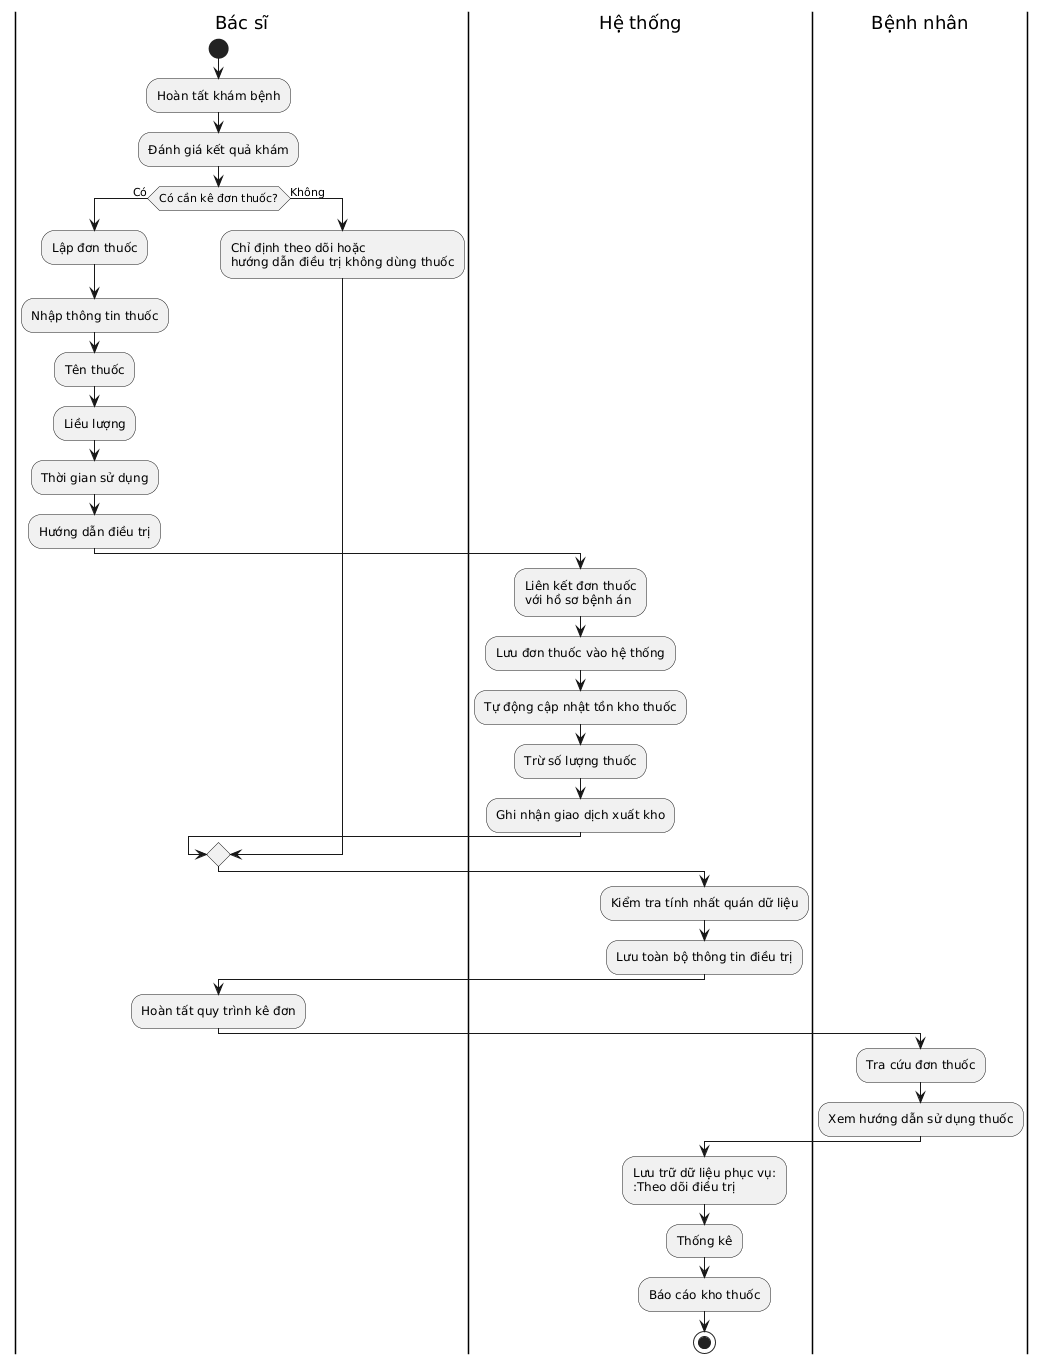 Bác sĩ
Hệ thống
Bệnh nhân
Hoàn tất khám bệnh
Đánh giá kết quả khám
Có
Có cần kê đơn thuốc?
Không
Lập đơn thuốc
Chỉ định theo dõi hoặc
hướng dẫn điều trị không dùng thuốc
Nhập thông tin thuốc
Tên thuốc
Liều lượng
Thời gian sử dụng
Hướng dẫn điều trị
Liên kết đơn thuốc
với hồ sơ bệnh án
Lưu đơn thuốc vào hệ thống
Tự động cập nhật tồn kho thuốc
Trừ số lượng thuốc
Ghi nhận giao dịch xuất kho
Kiểm tra tính nhất quán dữ liệu
Lưu toàn bộ thông tin điều trị
Hoàn tất quy trình kê đơn
Tra cứu đơn thuốc
Xem hướng dẫn sử dụng thuốc
Lưu trữ dữ liệu phục vụ:
:Theo dõi điều trị
Thống kê
Báo cáo kho thuốc